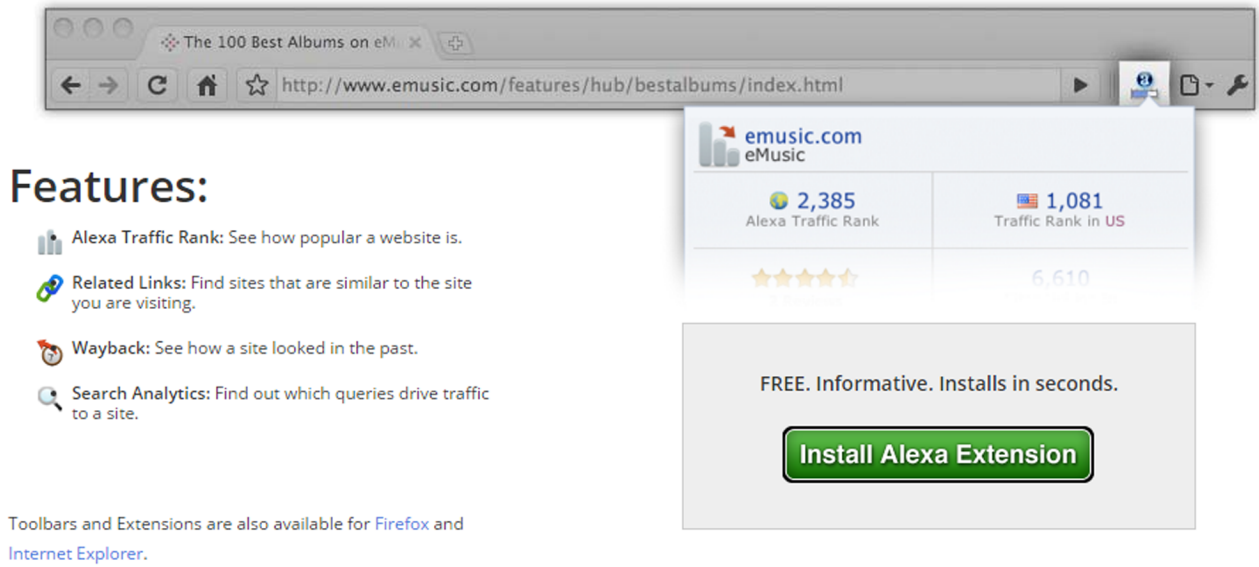 The 100 Best Albums on eM
http://www.emusic.com/features/hub/bestalbums/index.html
emusic.com
eMusic
2,385
Alexa Traffic Rank
1,081
Traffic Rank in US
6,610
Features:
Alexa Traffic Rank: See how popular a website is.
Related Links: Find sites that are similar to the site
you are visiting.
Wayback: See how a site looked in the past.
Search Analytics: Find out which queries drive traffic
to a site.
Toolbars and Extensions are also available for Firefox and
Internet Explorer.
FREE. Informative. Installs in seconds.
Install Alexa Extension